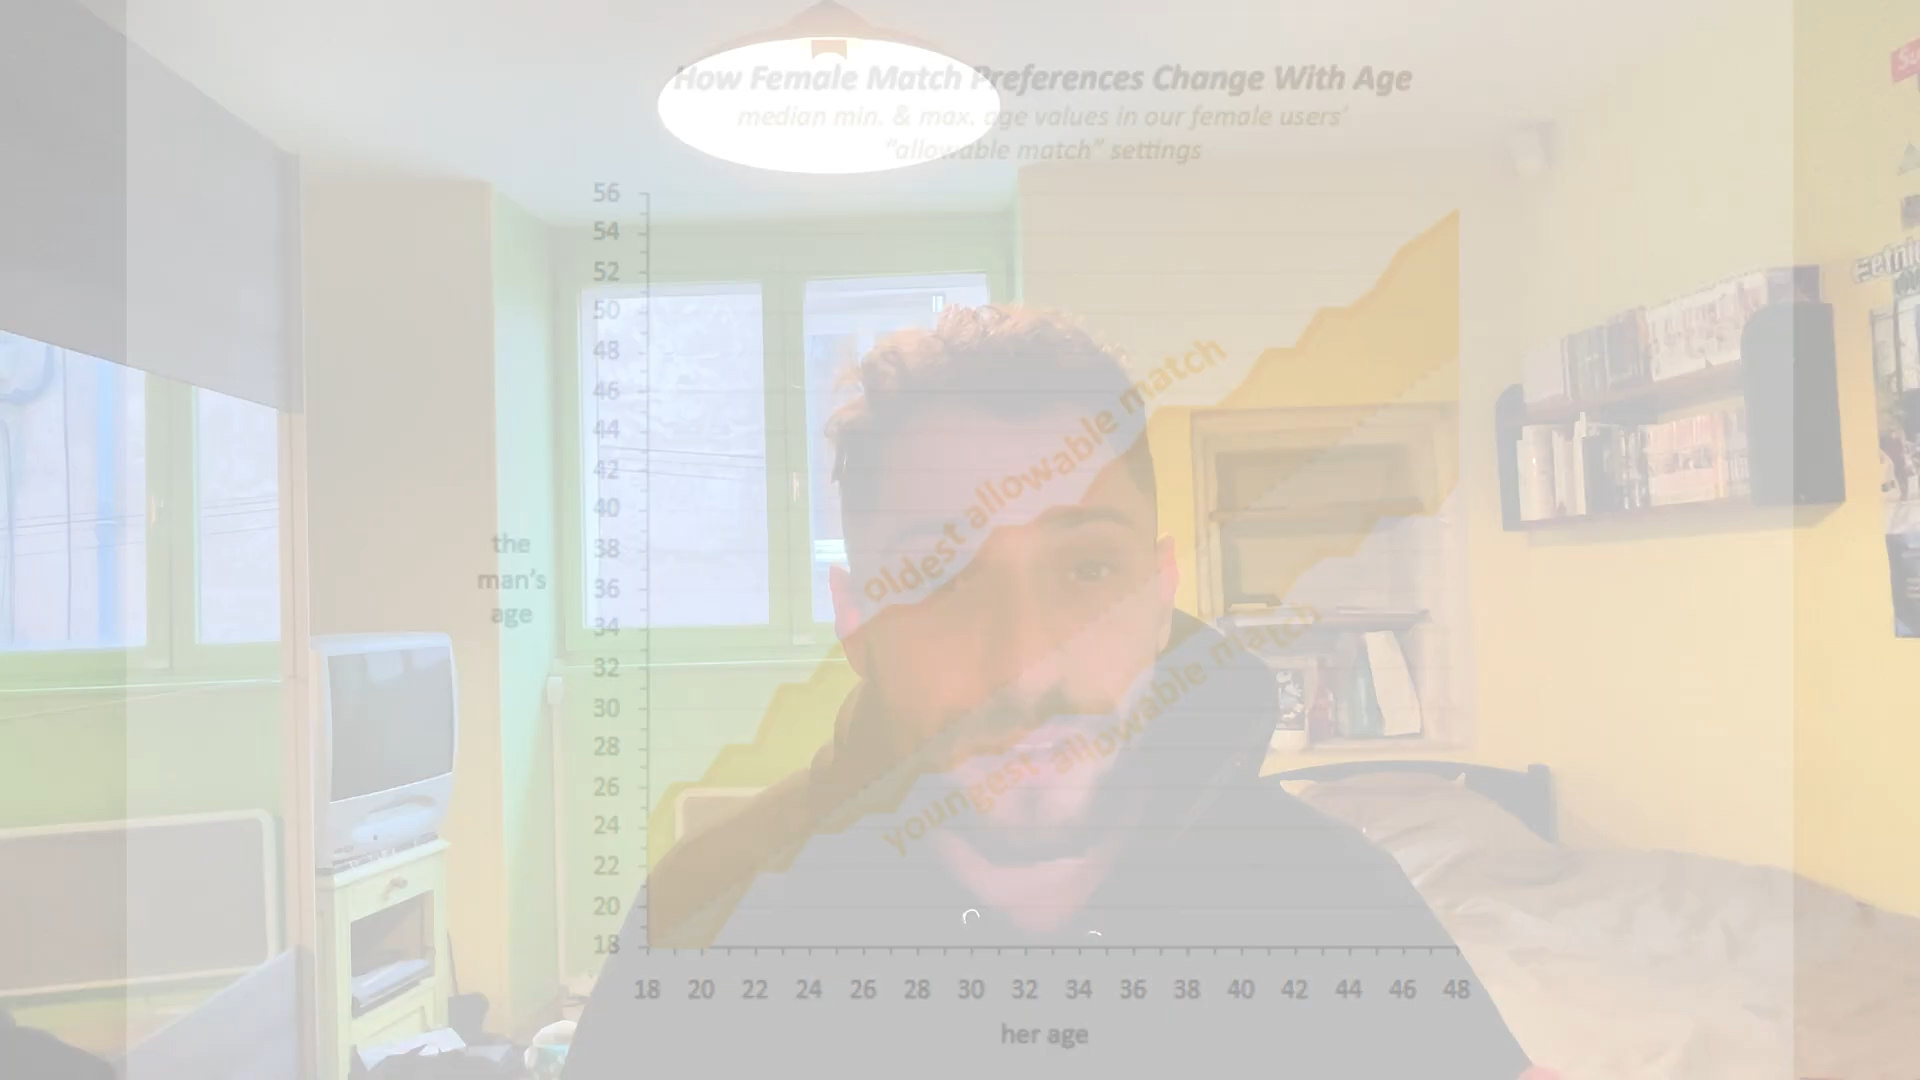 How Female Match Preferences Change With Age
median min. & max. age values in our female users'
"allowable match" settings
56
54
52
50
48
46
44
42
40
38
36
34
32
30
28
26
24
22
20
18
the
man's
age
oldest allowable match
youngest allowable match
18 20 22 24 26 28 30 32 34 36 38 40 42 44 46 48
her age